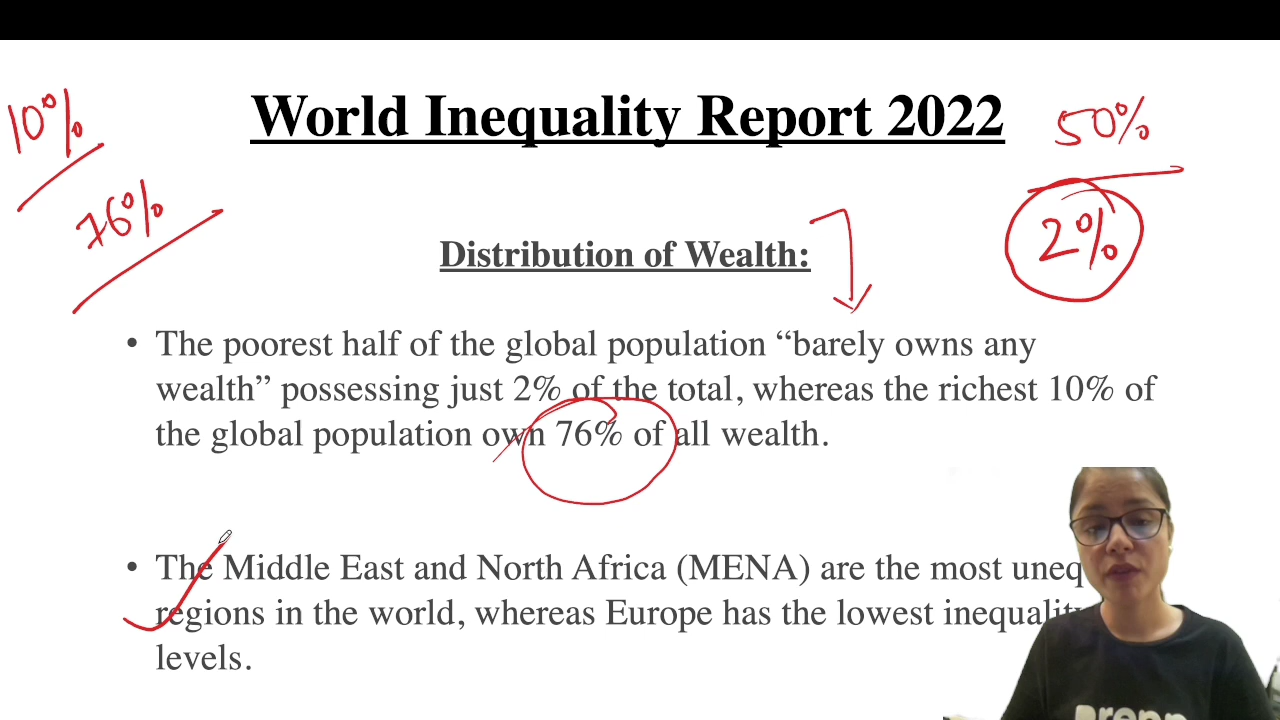 World Inequality Report 2022
10%
76%
50%
2%
Distribution of Wealth:
• The poorest half of the global population “barely owns any
wealth” possessing just 2% of the total, whereas the richest 10% of
the global population own 76% of all wealth.
• The Middle East and North Africa (MENA) are the most uneq
regions in the world, whereas Europe has the lowest inequality
levels.